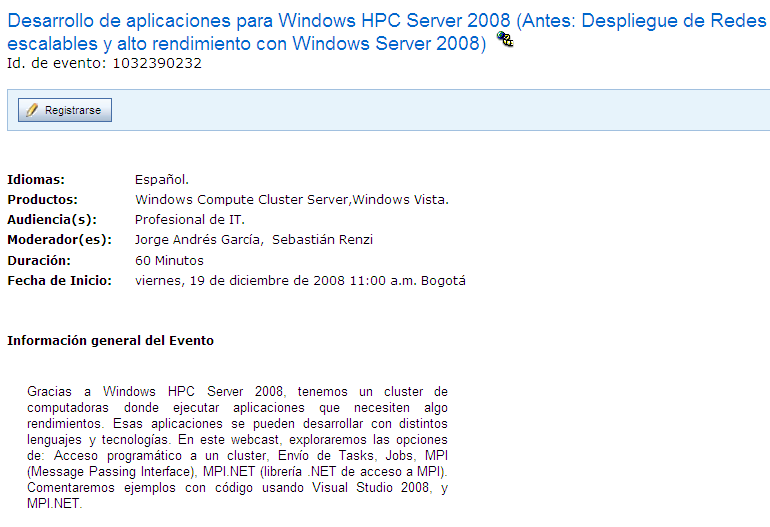 Desarrollo de aplicaciones para Windows HPC Server 2008 (Antes: Despliegue de Redes
escalables y alto rendimiento con Windows Server 2008)
Id. de evento: 1032390232
Registrarse
Idiomas: Español.
Productos: Windows Compute Cluster Server,Windows Vista.
Audiencia(s): Profesional de IT.
Moderador(es): Jorge Andrés García, Sebastián Renzi
Duración: 60 Minutos
Fecha de Inicio: viernes, 19 de diciembre de 2008 11:00 a.m. Bogotá
Información general del Evento
Gracias a Windows HPC Server 2008, tenemos un cluster de
computadoras donde ejecutar aplicaciones que necesiten algo
rendimientos. Esas aplicaciones se pueden desarrollar con distintos
lenguajes y tecnologías. En este webcast, exploraremos las opciones
de: Acceso programático a un cluster, Envío de Tasks, Jobs, MPI
(Message Passing Interface), MPI.NET (librería .NET de acceso a MPI).
Comentaremos ejemplos con código usando Visual Studio 2008, y
MPI.NET.